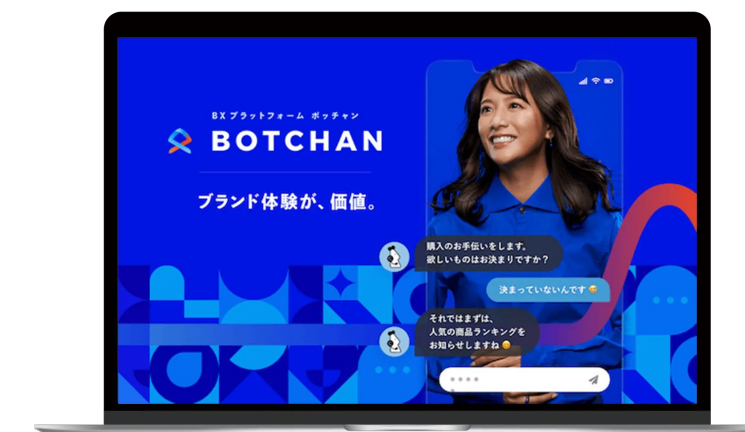 BX プラットフォーム ボッチャン
BOTCHAN
ブランド体験が、価値。
購入のお手伝いをします。
欲しいものはお決まりですか？
決まっていないんです😊
それではまずは、
人気の商品ランキングを
お知らせしますね😊